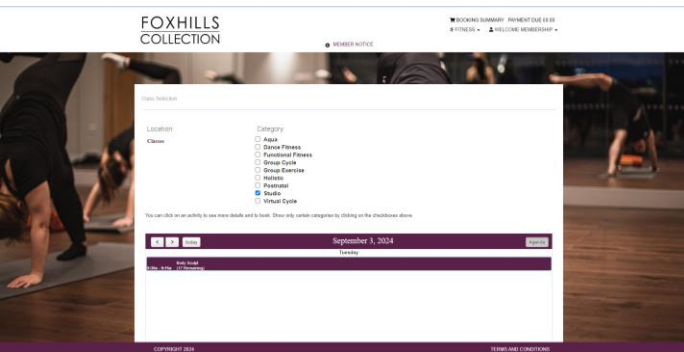 FOXHILLS
COLLECTION
BOOKING SUMMARY PAYMENT DUE £0.00
FITNESS WELCOME MEMBERSHIP
MEMBER NOTICE
Class Selection
Location
Category
Classes
Aqua
Dance Fitness
Functional Fitness
Group Cycle
Group Exercise
Holistic
Postnatal
Studio
Virtual Cycle
You can click on an activity to see more details and to book. Show only certain categories by clicking on the checkboxes above.
< > today
September 3, 2024
Agenda
Tuesday
Body Sculpt
(17 Remaining)
COPYRIGHT 2024
TERMS AND CONDITIONS